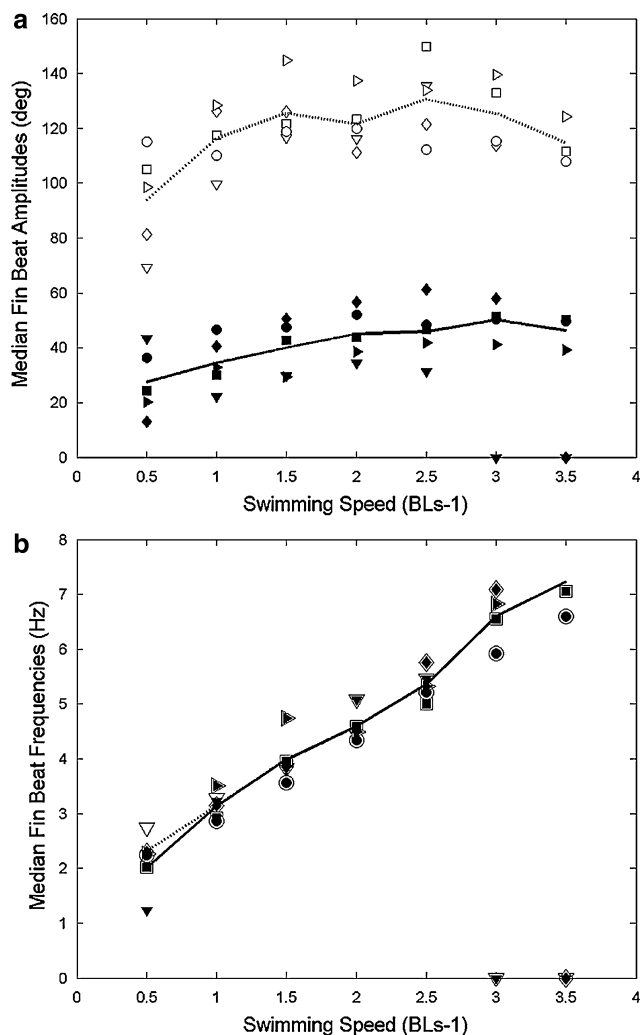 a
Median Fin Beat Amplitudes (deg)
160
140
120
100
80
60
40
20
0
0 0.5 1 1.5 2 2.5 3 3.5 4
Swimming Speed (BLs-1)
b
Median Fin Beat Frequencies (Hz)
8
7
6
5
4
3
2
1
0
0 0.5 1 1.5 2 2.5 3 3.5 4
Swimming Speed (BLs-1)